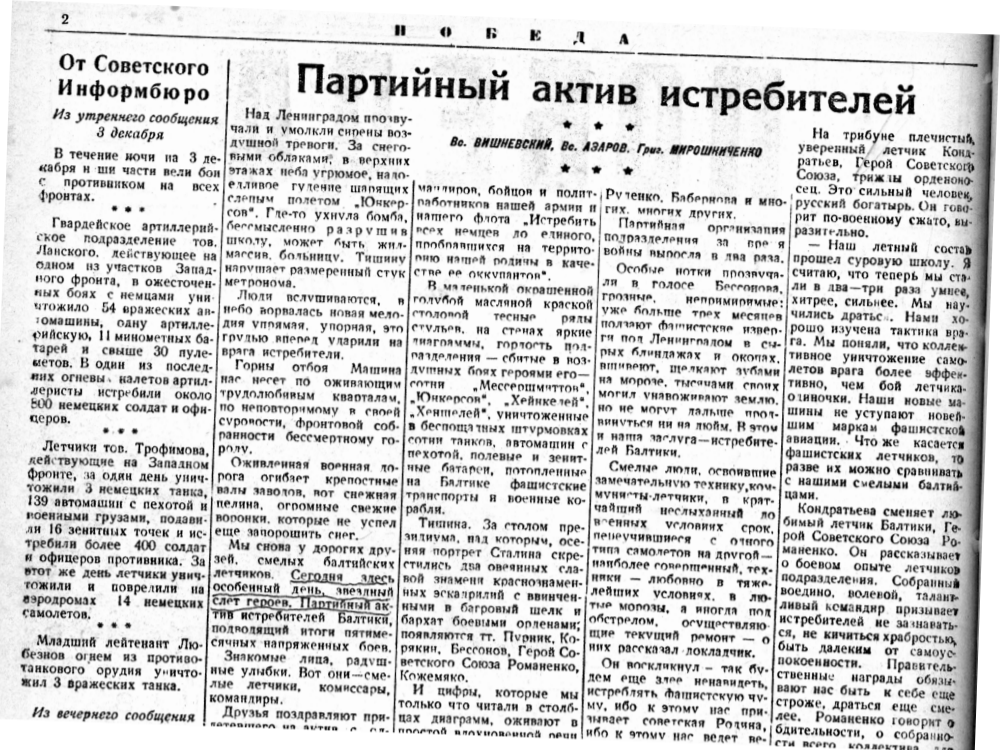 2
ПОБЕДА
От Советского
Информбюро
Из утреннего сообщения
3 декабря
В течение ночи на 3 де-
кабря н ши части вели бои
с противником на всех
фронтах.
* * *
Гвардейское артиллерий-
ское подразделение тов.
Ланского, действующее на
одном из участков Запад-
ного фронта, в ожесточен-
ных боях с немцами уни-
чтожило 54 вражеских ав-
томашины, одну артилле-
рийскую, 11 минометных ба-
тарей и свыше 30 пуле-
метов. В один из послед-
них огневых налетов артил-
леристы истребили около
800 немецких солдат и офи-
церов.
* * *
Летчики тов. Трофимова,
действующие на Западном
фронте, за один день унич-
тожили 3 немецких танка,
139 автомашин с пехотой и
военными грузами, подави-
ли 16 зенитных точек и ис-
требили более 400 солдат
и офицеров противника. За
этот же день летчики унич-
тожили и повредили на
аэродромах 14 немецких
самолетов.
* * *
Младший лейтенант Лю-
безнов огнем из противо-
танкового орудия уничто-
жил 3 вражеских танка.
Из вечернего сообщения
Партийный актив истребителей
* * *
Вс. ВИШНЕВСКИЙ, Вс. АЗАРОВ, Григ. МИРОШНИЧЕНКО
* * *
Над Ленинградом прозву-
чали и умолкли сирены воз-
душной тревоги. За снего-
выми облаками, в верхних
этажах неба угрюмое, надо-
едливое гудение шарящих
слепым полетом „Юнкер-
сов“. Где-то ухнула бомба,
бессмысленно разрушив
школу, может быть жил-
массив, больницу. Тишину
нарушает размеренный стук
метронома.
Люди вслушиваются, в
небо ворвалась новая мело-
дия упрямая, упорная, это
грудью вперед ударили на
врага истребители.
Горны отбоя Машина
нас несет по оживающим
трудолюбивым кварталам,
по неповторимому в своей
суровости, фронтовой соб-
ранности бессмертному го-
роду.
Оживленная военная до-
рога огибает крепостные
валы заводов, вот снежная
целина, огромные свежие
воронки, которые не успел
еще запорошить снег.
Мы снова у дорогих дру-
зей, смелых балтийских
летчиков. Сегодня здесь
особенный день, звездный
слет героев, Партийный ак-
тив истребителей Балтики,
подводящий итоги пятиме-
сячных напряженных боев.
Знакомые лица, радуш-
ные улыбки. Вот они—сме-
лые летчики, комиссары,
командиры.
Друзья поздравляют при-
мандиров, бойцов и полит-
работников нашей армии и
нашего флота „Истребить
всех немцев до единого,
пробравшихся на террито-
рию нашей родины в каче-
стве ее оккупантов“.
В маленькой окрашенной
голубой масляной краской
столовой тесные ряды
стульев, на стенах яркие
диаграммы, гордость под-
разделения — сбитые в воз-
душных боях героями его—
сотни „Мессершмиттов“,
„Юнкерсов“, „Хейнкелей“,
„Хеншелей“, уничтоженные
в беспощадных штурмовках
сотни танков, автомашин с
пехотой, полевые и зенит-
ные батареи, потопленные
на Балтике фашистские
транспорты и военные ко-
рабли.
Тишина. За столом пре-
зидиума, над которым, осе-
няя портрет Сталина скре-
стились два овеянных сла-
вой знамени краснознамен-
ных эскадрилий с ввинчен-
ными в багровый шелк и
бархат боевыми орденами;
появляются тт. Пурник, Ко-
рякин, Бессонов, Герой Со-
ветского Союза Романенко,
Кожемяко.
И цифры, которые мы
только что читали в столб-
цах диаграмм, оживают в
простой вдохновенной речи
Руденко, Бабернова и мно-
гих, многих других.
Партийная организация
подразделения за вре я
войны выросла в два раза.
Особые нотки прозвуча-
ли в голосе Бессонова,
грозные, непримиримые:
уже больше трех месяцев
ползают фашистские извер-
ги под Ленинградом в сы-
рых блиндажах и окопах,
вшивеют, щелкают зубами
на морозе, тысячами своих
могил унавоживают землю,
но не могут дальше прод-
винуться ни на дюйм. В этом
и наша заслуга—истребите-
лей Балтики.
Смелые люди, освоившие
замечательную технику, ком-
мунисты-летчики, в крат-
чайший неслыханный до
военных условиях срок,
переучившиеся с одного
типа самолетов на другой—
наиболее совершенный, тех-
ники — любовно в тяже-
лейших условиях, в лю-
тые морозы, а иногда под
обстрелом, осуществляю-
щие текущий ремонт – о
них рассказал докладчик.
Он воскликнул – так бу-
дем еще злее ненавидеть,
истреблять фашистскую чу-
му, ибо к этому нас при-
зывает советская Родина,
ибо к этому нас ведет ве-
На трибуне плечистый,
уверенный летчик Конд-
ратьев, Герой Советского
Союза, трижды орденоно-
сец. Это сильный человек,
русский богатырь. Он гово-
рит по-военному сжато, вы-
разительно.
— Наш летный состав
прошел суровую школу. Я
считаю, что теперь мы ста-
ли в два—три раза умнее,
хитрее, сильнее. Мы нау-
чились драться. Нами хо-
рошо изучена тактика вра-
га. Мы поняли, что коллек-
тивное уничтожение само-
летов врага более эффек-
тивно, чем бой летчика-
одиночки. Наши новые ма-
шины не уступают новей-
шим маркам фашистской
авиации. Что же касается
фашистских летчиков, то
разве их можно сравнивать
с нашими смелыми балтий-
цами.
Кондратьева сменяет лю-
бимый летчик Балтики, Ге-
рой Советского Союза Ро-
маненко. Он рассказывает
о боевом опыте летчиков
подразделения. Собранный
воедино, волевой, талант-
ливый командир призывает
истребителей не зазнавать-
ся, не кичиться храбростью,
быть далеким от самоус-
покоенности. Правитель-
ственные награды обязы-
вают нас быть к себе еще
строже, драться еще сме-
лее. Романенко говорит о
бдительности, о собранно-
сти всего коллектива